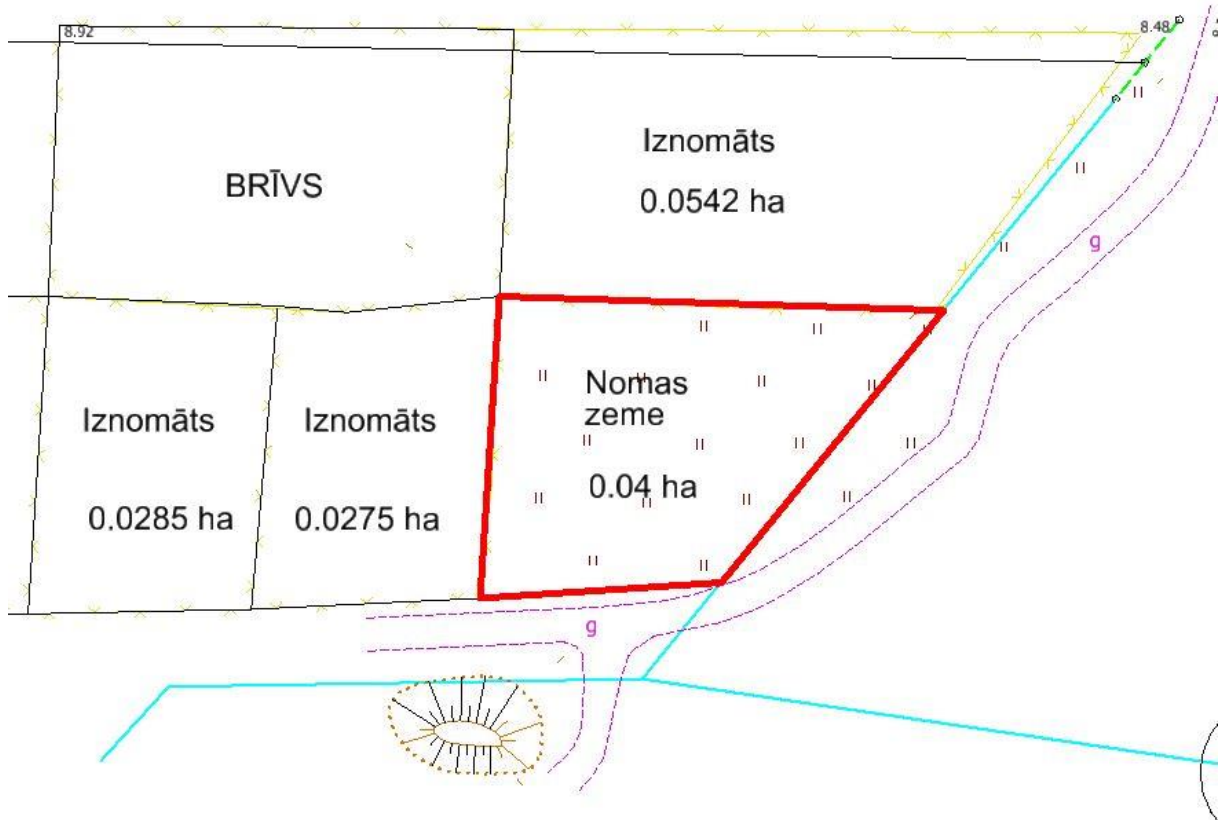 8.92
8.48
Iznomāts
BRĪVS
0.0542 ha
g
Nomas
zeme
Iznomāts
Iznomāts
0.04 ha
0.0285 ha
0.0275 ha
g